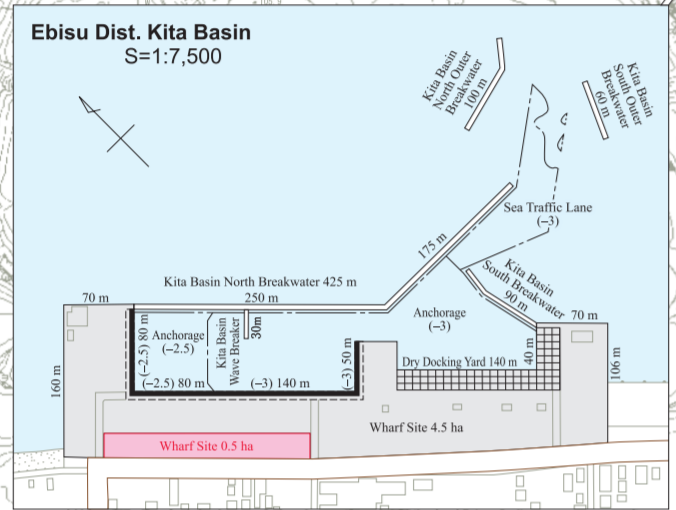 Ebisu Dist. Kita Basin
S=1:7,500
Kita Basin
North Outer
Breakwater
100 m
Kita Basin
South Outer
Breakwater
60 m
Sea Traffic Lane
(–3)
175 m
Kita Basin
South Breakwater
90 m
Kita Basin North Breakwater 425 m
70 m
250 m
Anchorage
(–3)
70 m
(–2.5) 80 m
Anchorage
(–2.5)
Kita Basin
Wave Breaker
30m
(–3) 50 m
Dry Docking Yard 140 m
40 m
160 m
106 m
(–2.5) 80 m
(–3) 140 m
Wharf Site 4.5 ha
Wharf Site 0.5 ha